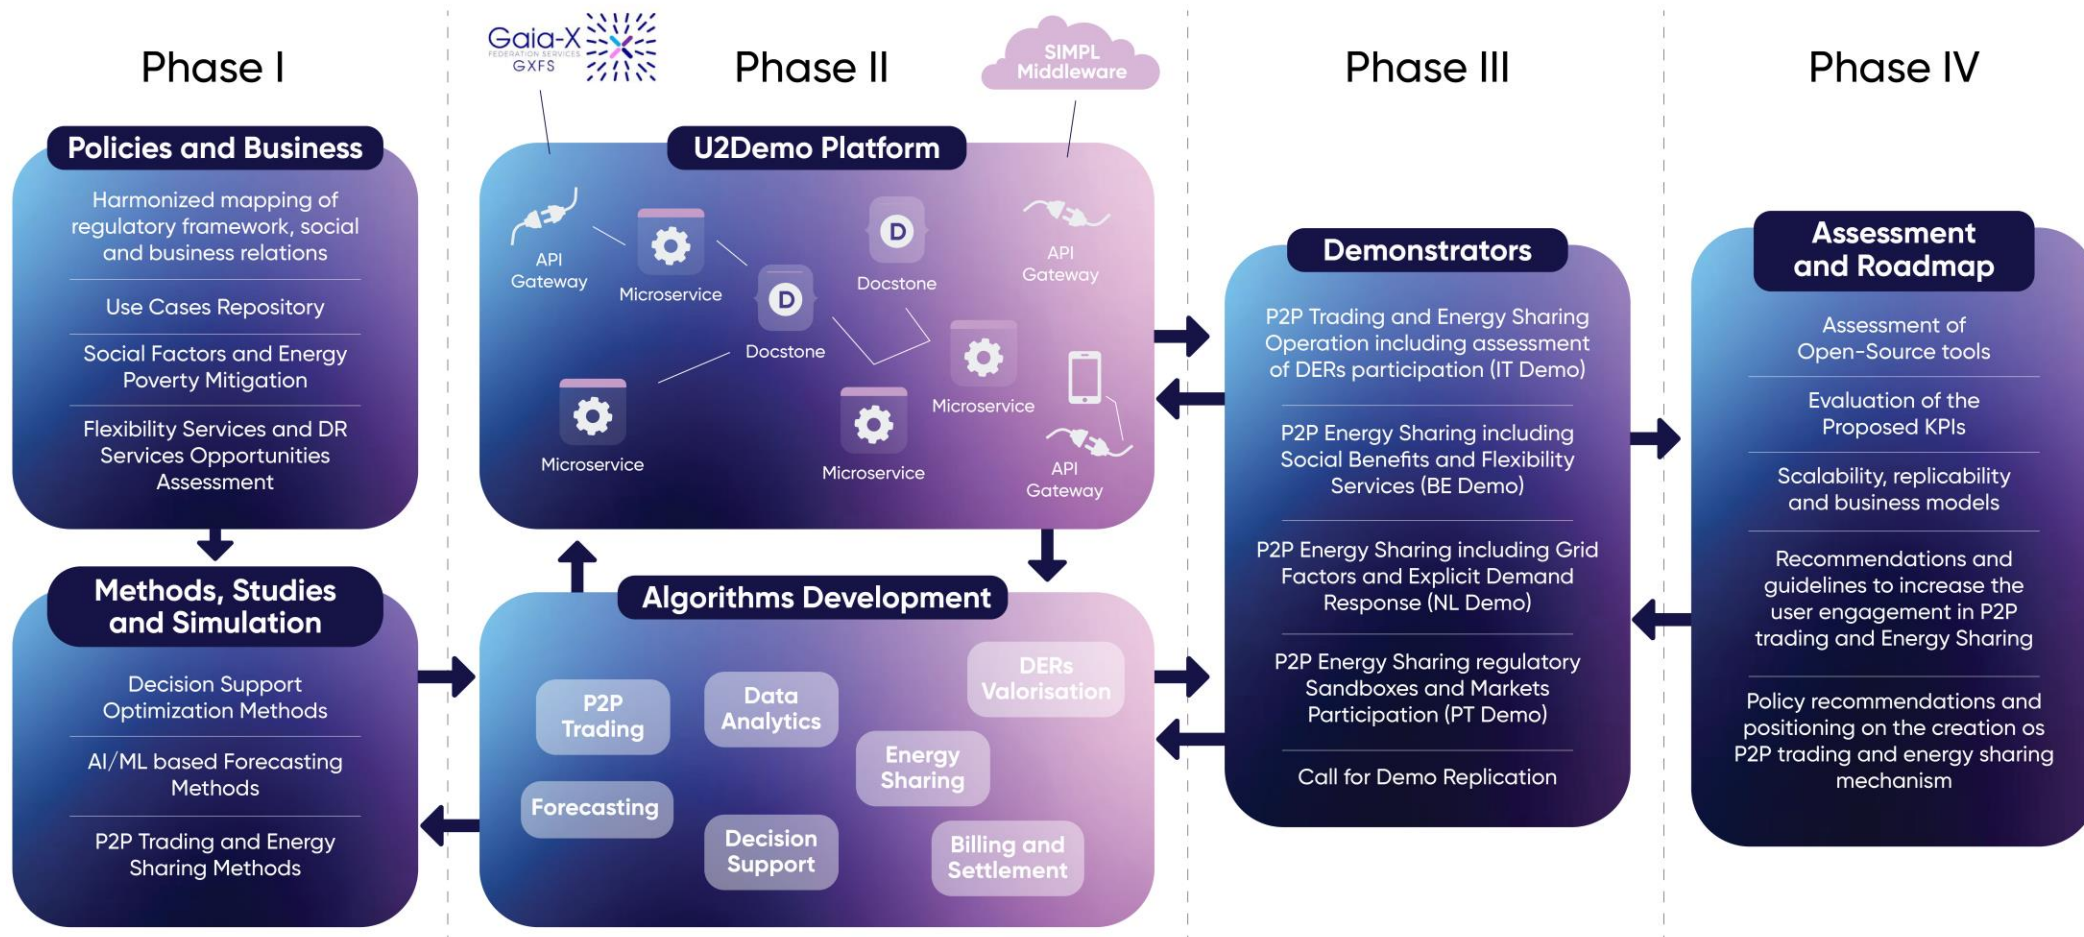 Phase I
Policies and Business
Harmonized mapping of
regulatory framework, social
and business relations
Use Cases Repository
Social Factors and Energy
Poverty Mitigation
Flexibility Services and DR
Services Opportunities
Assessment
Methods, Studies
and Simulation
Decision Support
Optimization Methods
AI/ML based Forecasting
Methods
P2P Trading and Energy
Sharing Methods
Gaia-X
FEDERATION SERVICES
GXFS
Phase II
SIMPL
Middleware
U2Demo Platform
API
Gateway
Microservice
D
Docstone
D
Docstone
API
Gateway
Microservice
Microservice
Microservice
API
Gateway
Algorithms Development
P2P
Trading
Data
Analytics
DERs
Valorisation
Energy
Sharing
Forecasting
Decision
Support
Billing and
Settlement
Phase III
Demonstrators
P2P Trading and Energy Sharing
Operation including assessment
of DERs participation (IT Demo)
P2P Energy Sharing including
Social Benefits and Flexibility
Services (BE Demo)
P2P Energy Sharing including Grid
Factors and Explicit Demand
Response (NL Demo)
P2P Energy Sharing regulatory
Sandboxes and Markets
Participation (PT Demo)
Call for Demo Replication
Phase IV
Assessment
and Roadmap
Assessment of
Open-Source tools
Evaluation of the
Proposed KPIs
Scalability, replicability
and business models
Recommendations and
guidelines to increase the
user engagement in P2P
trading and Energy Sharing
Policy recommendations and
positioning on the creation os
P2P trading and energy sharing
mechanism